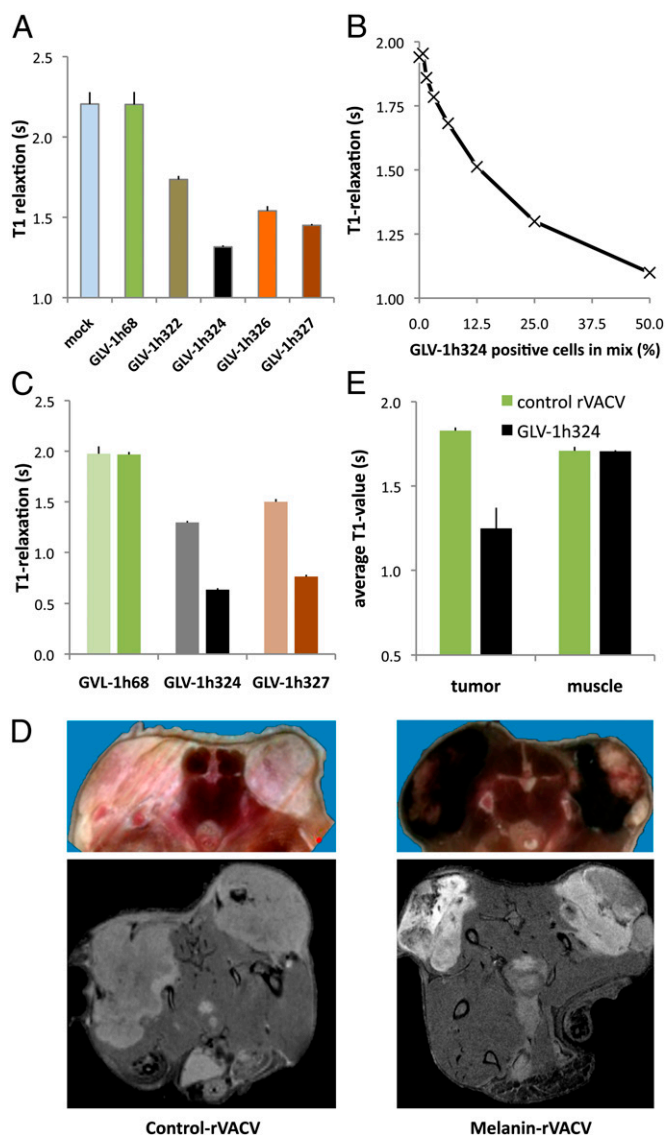 A
T1 relaxtion (s)
2.5
2.0
1.5
1.0
mock
GLV-1h68
GLV-1h322
GLV-1h324
GLV-1h326
GLV-1h327
B
T1-relaxation (s)
2.00
1.75
1.50
1.25
1.00
0.0 12.5 25.0 37.5 50.0
GLV-1h324 positive cells in mix (%)
C
T1-relaxation (s)
2.5
2.0
1.5
1.0
0.5
0.0
GVL-1h68 GLV-1h324 GLV-1h327
E
control rVACV
GLV-1h324
average T1-value (s)
2.0
1.5
1.0
0.5
tumor muscle
D
Control-rVACV Melanin-rVACV